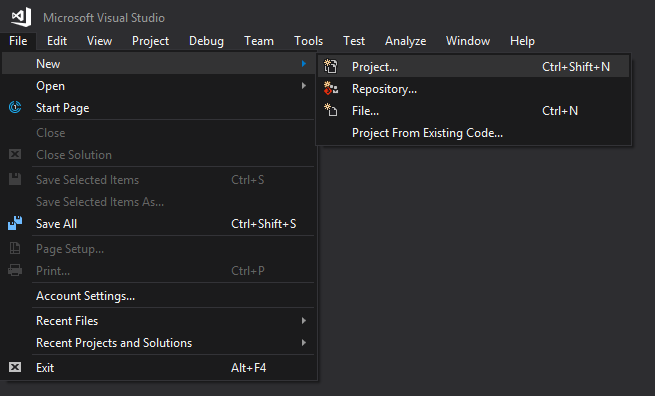 Microsoft Visual Studio
File Edit View Project Debug Team Tools Test Analyze Window Help
New
Open
Start Page
Close
Close Solution
Save Selected Items Ctrl+S
Save Selected Items As...
Save All Ctrl+Shift+S
Page Setup...
Print... Ctrl+P
Account Settings...
Recent Files
Recent Projects and Solutions
Exit Alt+F4
Project... Ctrl+Shift+N
Repository...
File... Ctrl+N
Project From Existing Code...